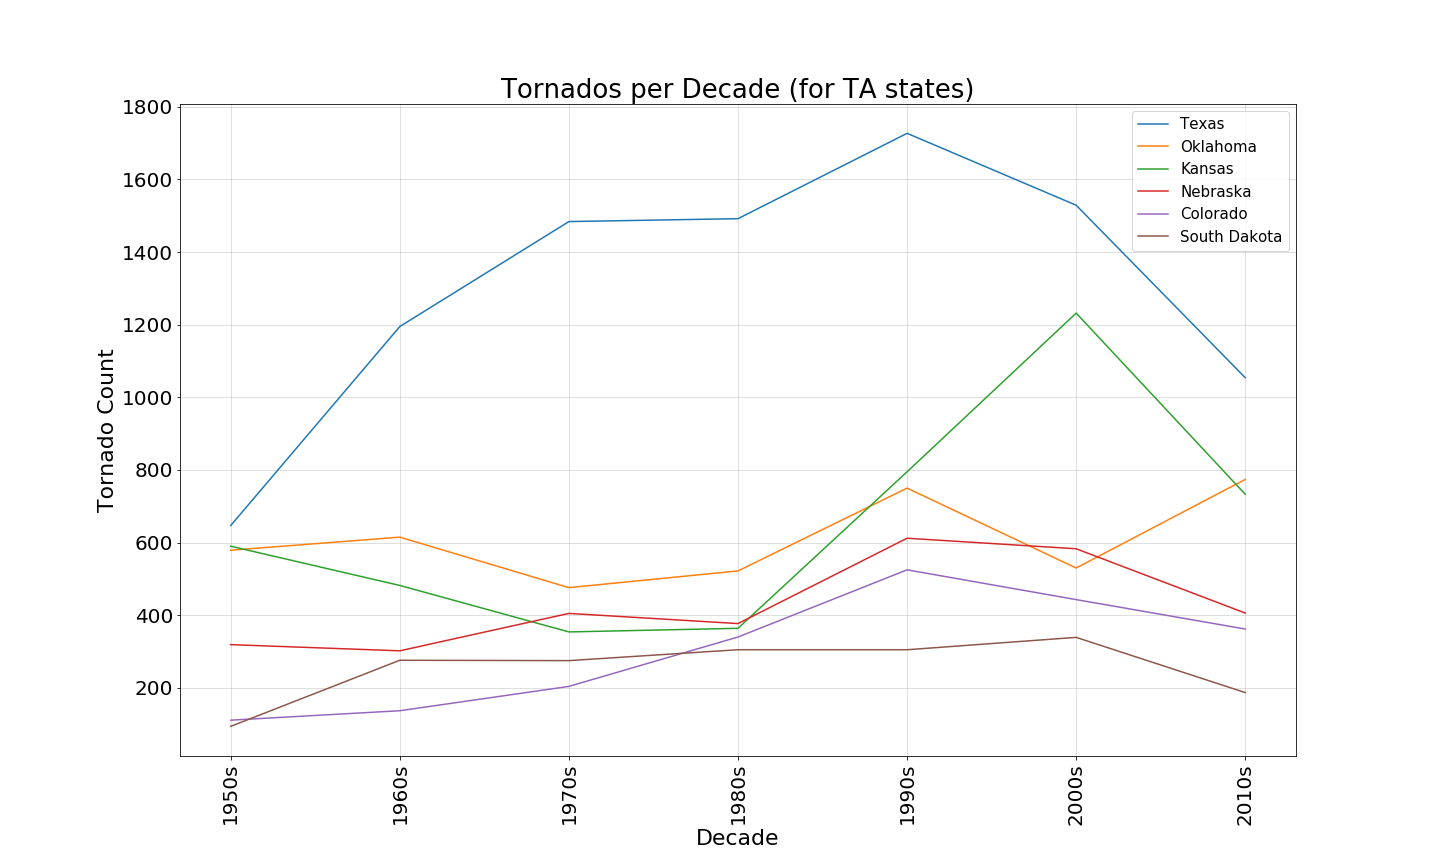 Tornados per Decade (for TA states)
1800
1600
1400
1200
1000
800
600
400
200
Tornado Count
Texas
Oklahoma
Kansas
Nebraska
Colorado
South Dakota
1950s
1960s
1970s
1980s
1990s
2000s
2010s
Decade